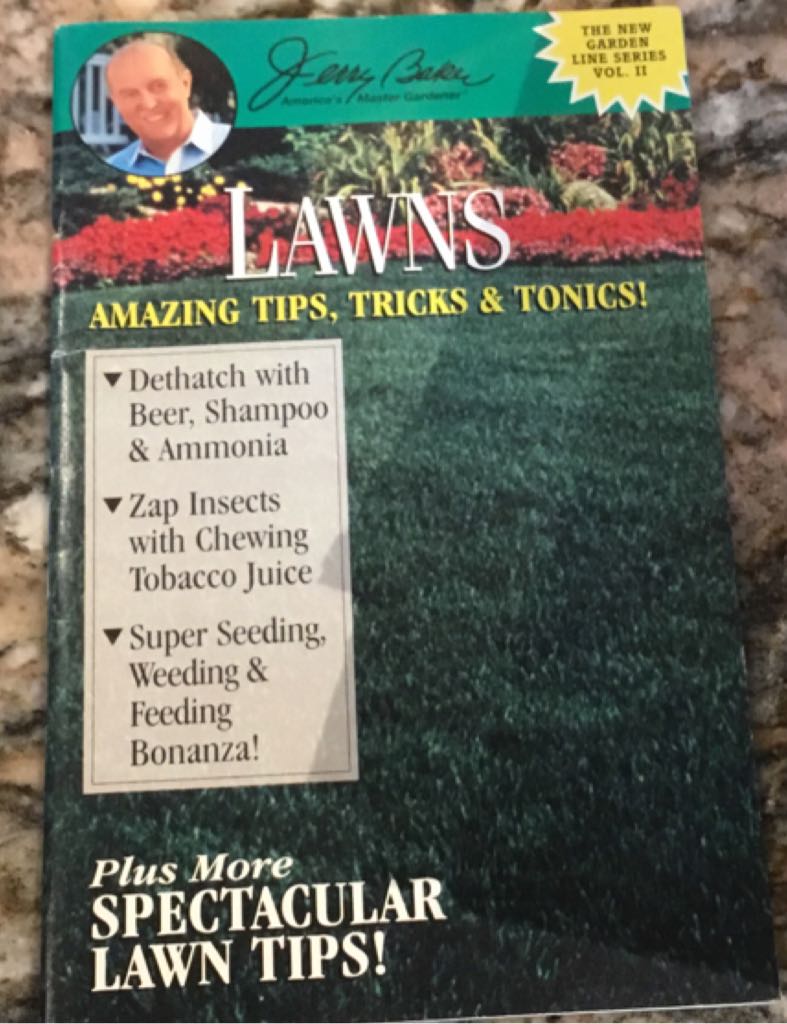 Jerry Baker
America's Master Gardener™
THE NEW
GARDEN
LINE SERIES
VOL. II
LAWNS
AMAZING TIPS, TRICKS & TONICS!
▼ Dethatch with
Beer, Shampoo
& Ammonia
▼ Zap Insects
with Chewing
Tobacco Juice
▼ Super Seeding,
Weeding &
Feeding
Bonanza!
Plus More
SPECTACULAR
LAWN TIPS!